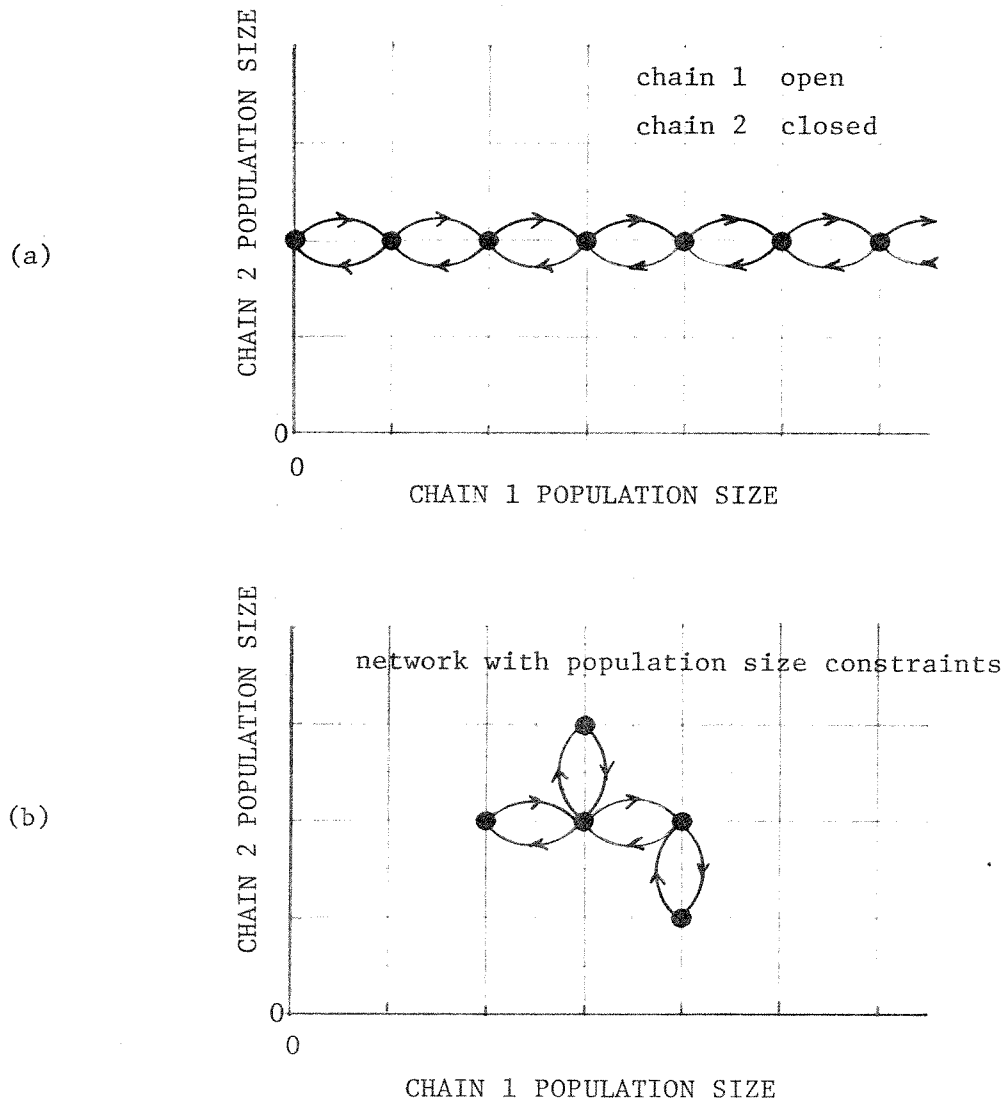 (a)
CHAIN 2 POPULATION SIZE
chain 1 open
chain 2 closed
0
0
CHAIN 1 POPULATION SIZE
(b)
CHAIN 2 POPULATION SIZE
network with population size constraints
0
0
CHAIN 1 POPULATION SIZE